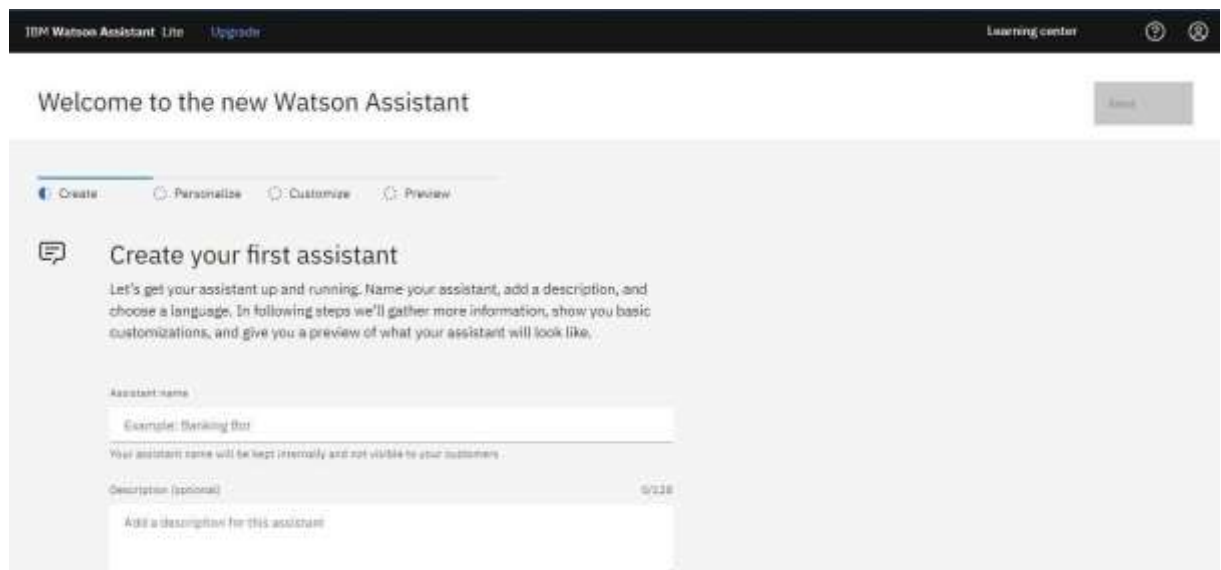 IBM Watson Assistant Lite Upgrade Learning center
Welcome to the new Watson Assistant
Create Personalize Customize Preview
Create your first assistant
Let's get your assistant up and running. Name your assistant, add a description, and
choose a language. In following steps we'll gather more information, show you basic
customizations, and give you a preview of what your assistant will look like.
Assistant name
Example: Banking Bot
Your assistant name will be kept internally and not visible to your customers
Description (optional) 0/128
Add a description for this assistant